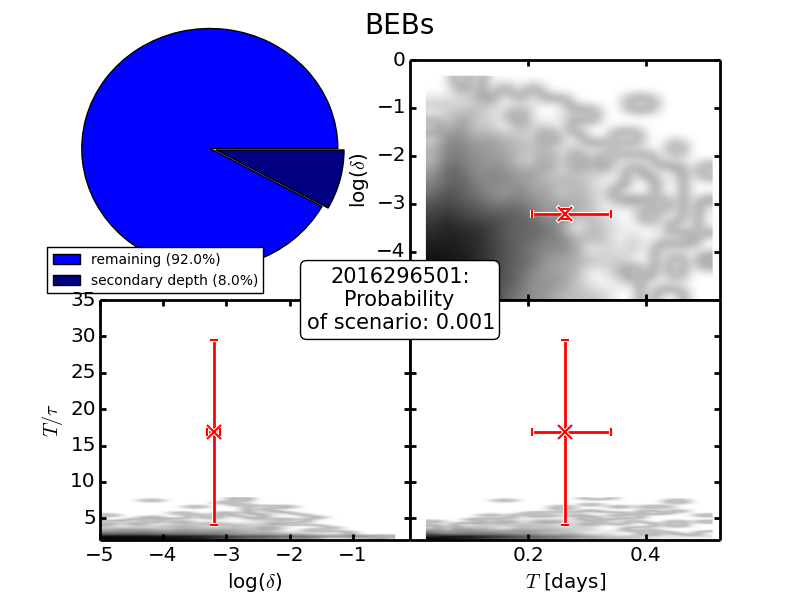 BEBs
0
−1
−2
−3
−4
log(δ)
remaining (92.0%)
secondary depth (8.0%)
2016296501:
Probability
of scenario: 0.001
35
30
25
20
15
10
5
T/τ
−5 −4 −3 −2 −1
log(δ)
0.2 0.4
T [days]